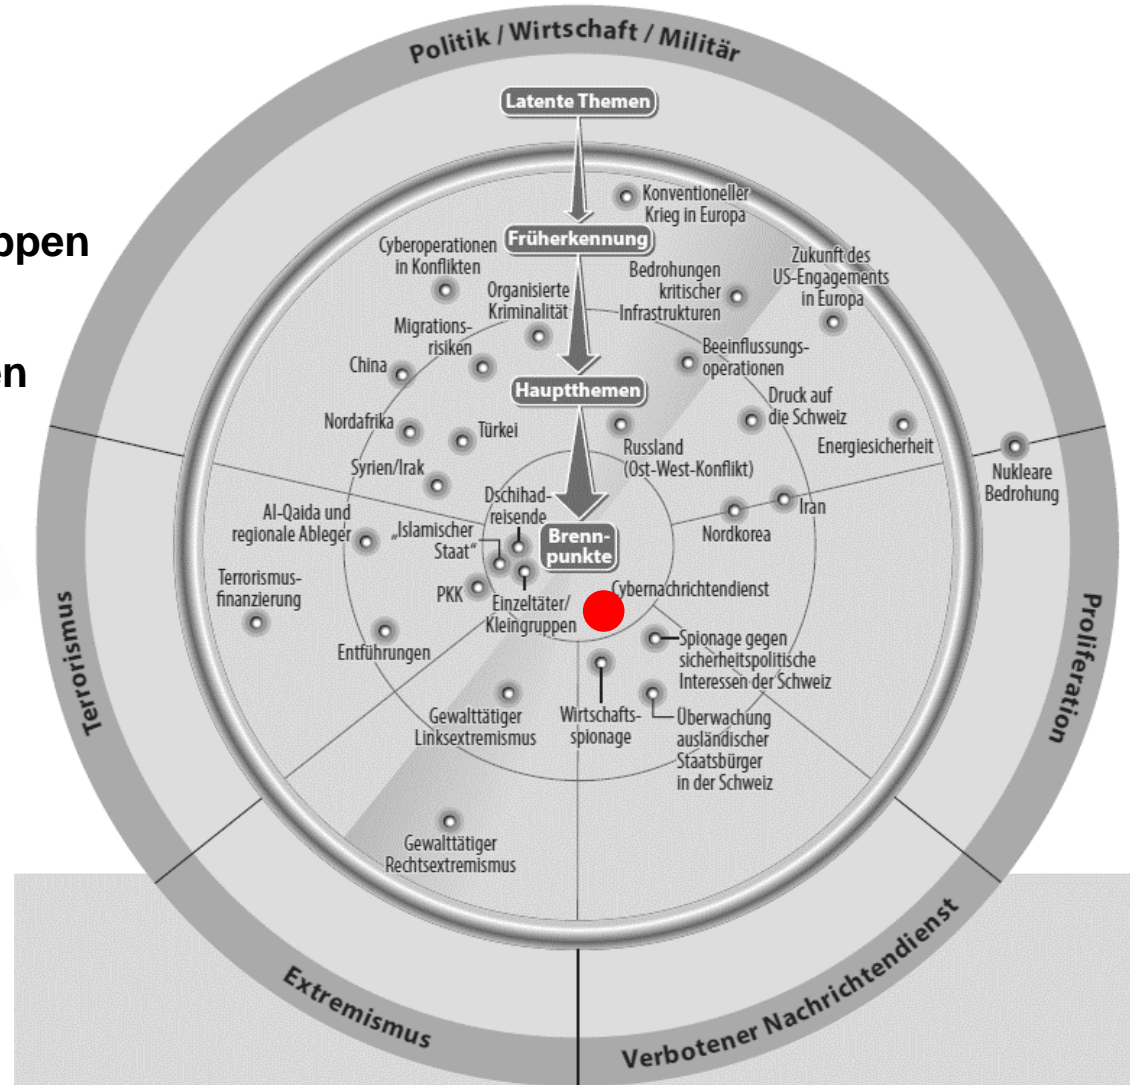 Politik / Wirtschaft / Militär
Latente Themen
Konventioneller
Krieg in Europa
Früherkennung
ppen
Cyberoperationen
in Konflikten
Zukunft des
US-Engagements
in Europa
Bedrohungen
kritischer
Infrastrukturen
Organisierte
Kriminalität
Migrations-
risiken
Beeinflussungs-
operationen
China
en
Hauptthemen
Druck auf
die Schweiz
Nordafrika
Türkei
Russland
(Ost-West-Konflikt)
Energiesicherheit
Syrien/Irak
Nukleare
Bedrohung
Dschihad-
reisende
Iran
Nordkorea
Al-Qaida und
regionale Ableger
„Islamischer
Staat“
Brenn-
punkte
Terrorismus-
finanzierung
PKK
Einzeltäter/
Kleingruppen
Cybernachrichtendienst
Entführungen
Spionage gegen
sicherheitspolitische
Interessen der Schweiz
Terrorismus
Proliferation
Gewalttätiger
Linksextremismus
Wirtschafts-
spionage
Überwachung
ausländischer
Staatsbürger
in der Schweiz
Gewalttätiger
Rechtsextremismus
Extremismus
Verbotener Nachrichtendienst